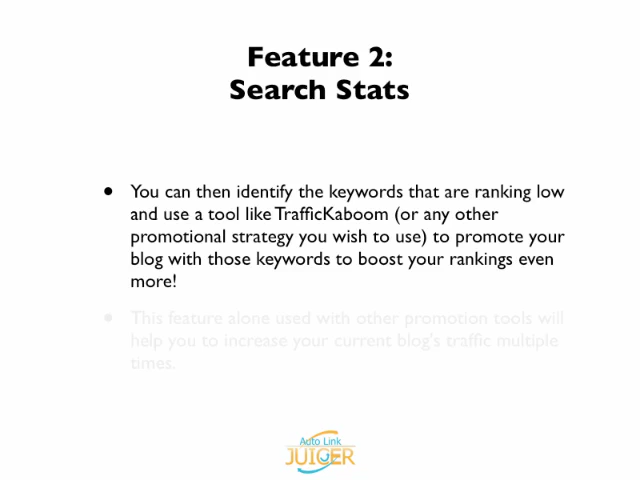 Feature 2:
Search Stats
• You can then identify the keywords that are ranking low
and use a tool like TrafficKaboom (or any other
promotional strategy you wish to use) to promote your
blog with those keywords to boost your rankings even
more!
• This feature alone used with other promotion tools will
help you to increase your current blog's traffic multiple
times.
Auto Link
JUICER